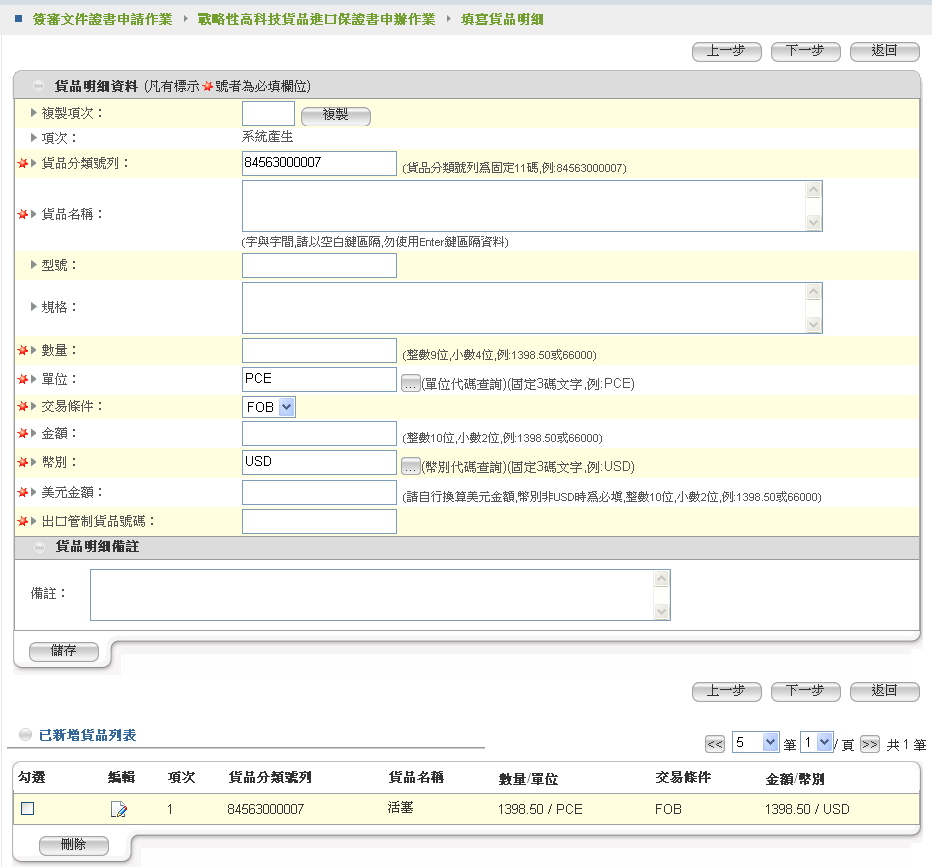 簽審文件證書申請作業 戰略性高科技貨品進口保證書申辦作業 填寫貨品明細
上一步 下一步 返回
貨品明細資料 (凡有標示 號者為必填欄位)
複製項次： 複製
項次： 系統產生
貨品分類號列： 84563000007 (貨品分類號列為固定11碼,例:84563000007)
貨品名稱：
(字與字間,請以空白鍵區隔,勿使用Enter鍵區隔資料)
型號：
規格：
數量： (整數9位,小數4位,例:1398.50或66000)
單位： PCE ... (單位代碼查詢)(固定3碼文字,例:PCE)
交易條件： FOB
金額： (整數10位,小數2位,例:1398.50或66000)
幣別： USD ... (幣別代碼查詢)(固定3碼文字,例:USD)
美元金額： (請自行換算美元金額,幣別非USD時為必填,整數10位,小數2位,例:1398.50或66000)
出口管制貨品號碼：
貨品明細備註
備註：
儲存
上一步 下一步 返回
已新增貨品列表
<< 5 筆 1 / 頁 >> 共 1 筆
勾選 編輯 項次 貨品分類號列 貨品名稱 數量/單位 交易條件 金額/幣別
1 84563000007 活塞 1398.50 / PCE FOB 1398.50 / USD
刪除